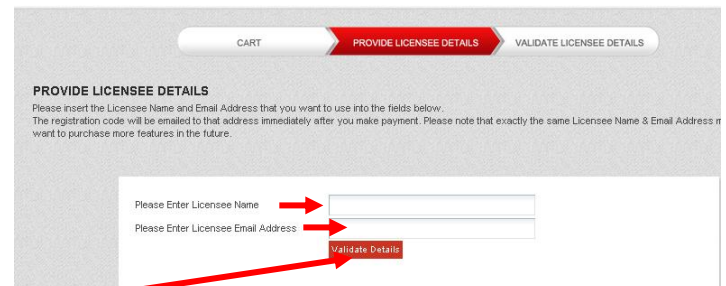 CART
PROVIDE LICENSEE DETAILS
VALIDATE LICENSEE DETAILS
PROVIDE LICENSEE DETAILS
Please insert the Licensee Name and Email Address that you want to use into the fields below.
The registration code will be emailed to that address immediately after you make payment. Please note that exactly the same Licensee Name & Email Address
want to purchase more features in the future.
Please Enter Licensee Name
Please Enter Licensee Email Address
Validate Details